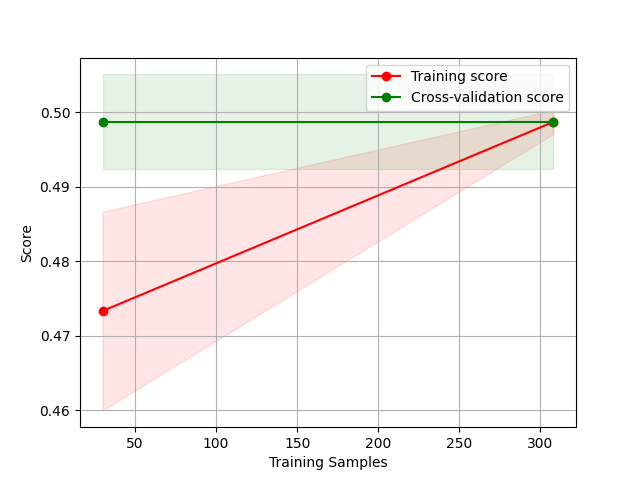 Training score
Cross-validation score
0.50
0.49
0.48
0.47
0.46
Score
50 100 150 200 250 300
Training Samples